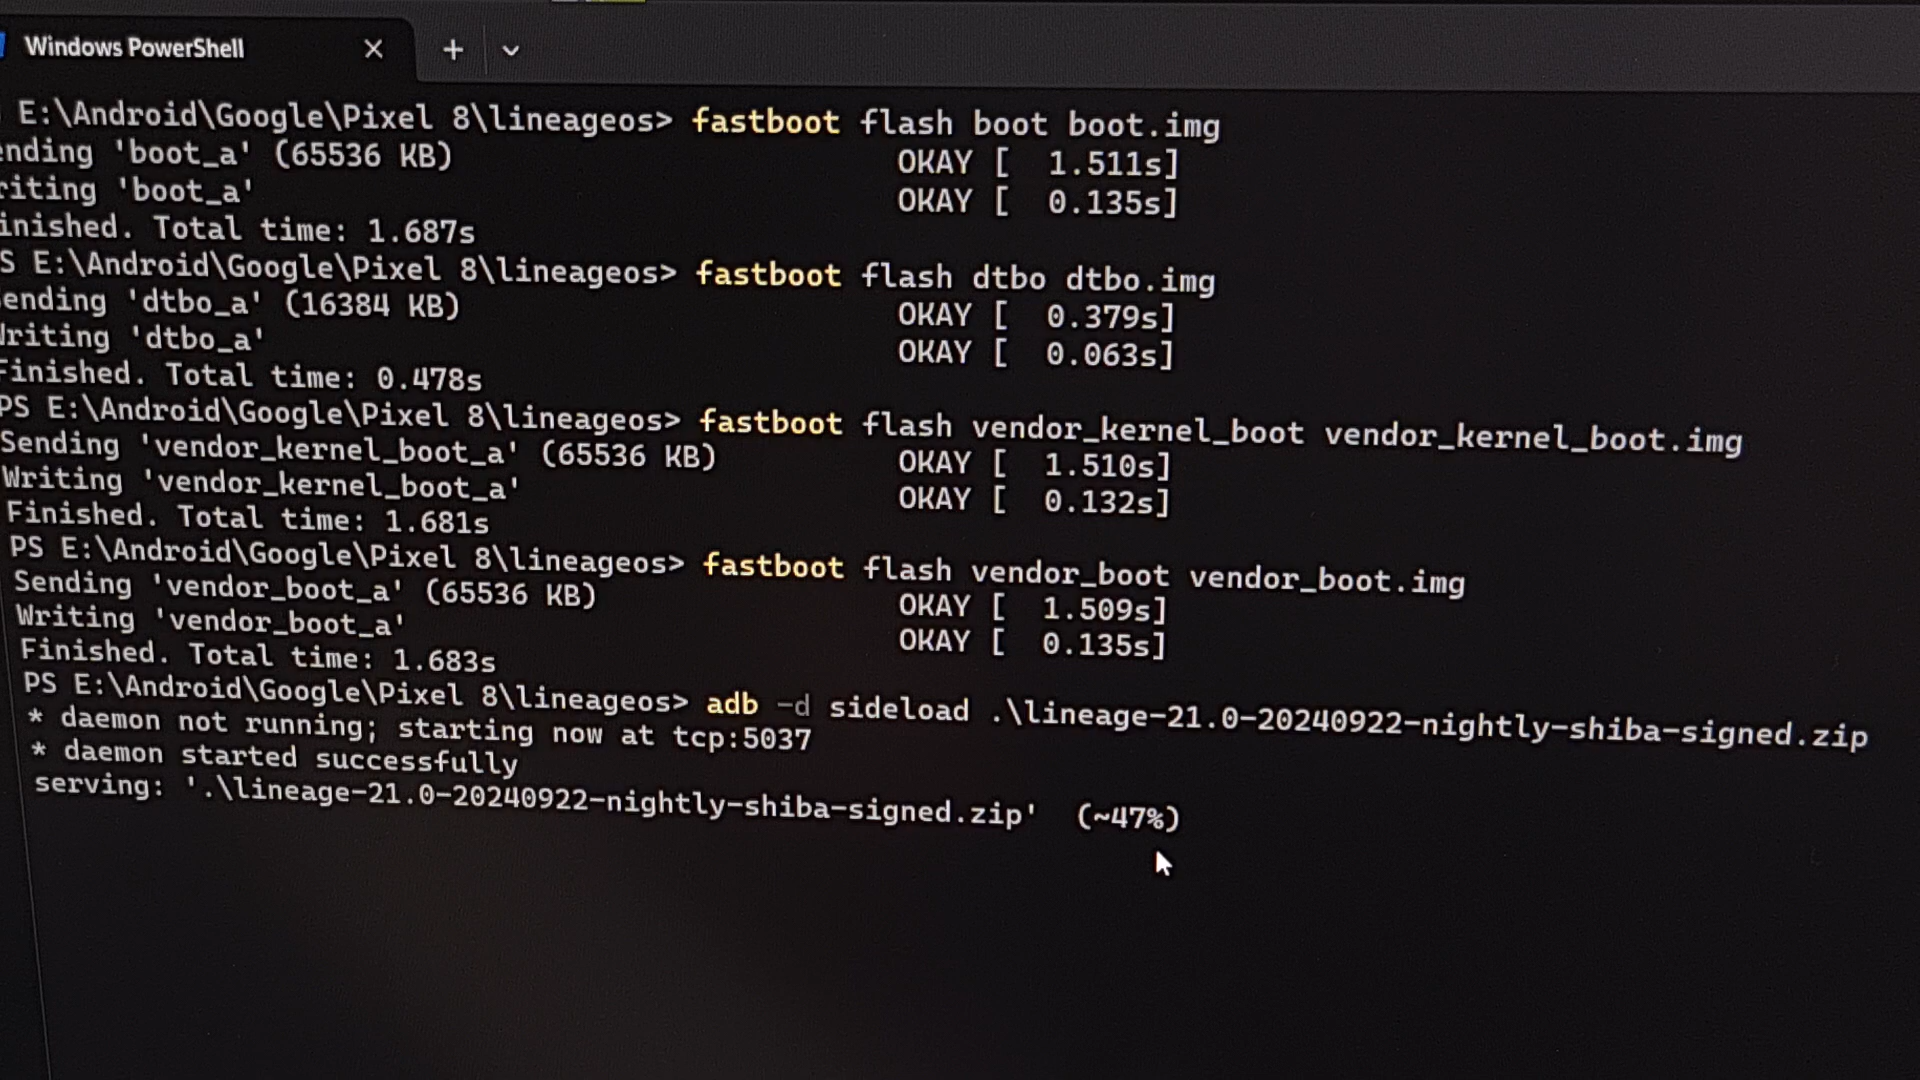 Windows PowerShell
E:\Android\Google\Pixel 8\lineageos> fastboot flash boot boot.img
ending 'boot_a' (65536 KB) OKAY [ 1.511s]
riting 'boot_a' OKAY [ 0.135s]
inished. Total time: 1.687s
S E:\Android\Google\Pixel 8\lineageos> fastboot flash dtbo dtbo.img
ending 'dtbo_a' (16384 KB) OKAY [ 0.379s]
Writing 'dtbo_a' OKAY [ 0.063s]
Finished. Total time: 0.478s
PS E:\Android\Google\Pixel 8\lineageos> fastboot flash vendor_kernel_boot vendor_kernel_boot.img
Sending 'vendor_kernel_boot_a' (65536 KB) OKAY [ 1.510s]
Writing 'vendor_kernel_boot_a' OKAY [ 0.132s]
Finished. Total time: 1.681s
PS E:\Android\Google\Pixel 8\lineageos> fastboot flash vendor_boot vendor_boot.img
Sending 'vendor_boot_a' (65536 KB) OKAY [ 1.509s]
Writing 'vendor_boot_a' OKAY [ 0.135s]
Finished. Total time: 1.683s
PS E:\Android\Google\Pixel 8\lineageos> adb -d sideload .\lineage-21.0-20240922-nightly-shiba-signed.zip
* daemon not running; starting now at tcp:5037
* daemon started successfully
serving: '.\lineage-21.0-20240922-nightly-shiba-signed.zip' (~47%)